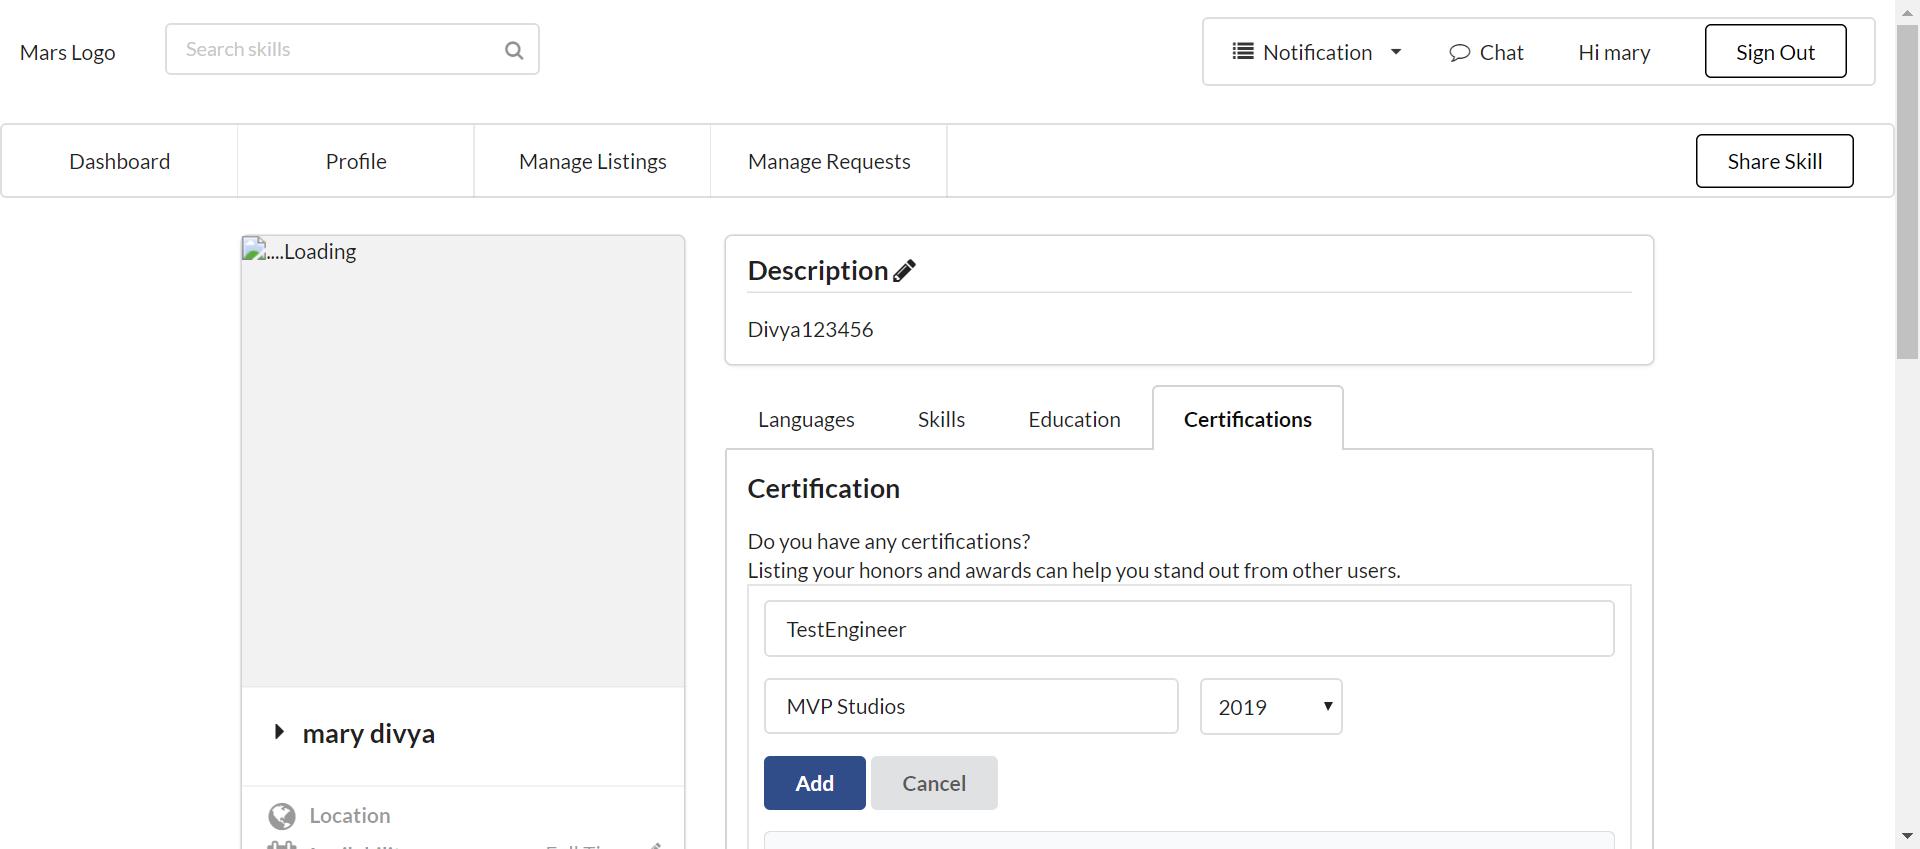 Mars Logo
Search skills
Notification
Chat
Hi mary
Sign Out
Dashboard
Profile
Manage Listings
Manage Requests
Share Skill
....Loading
mary divya
Location
Description
Divya123456
Languages
Skills
Education
Certifications
Certification
Do you have any certifications?
Listing your honors and awards can help you stand out from other users.
TestEngineer
MVP Studios
2019
Add
Cancel